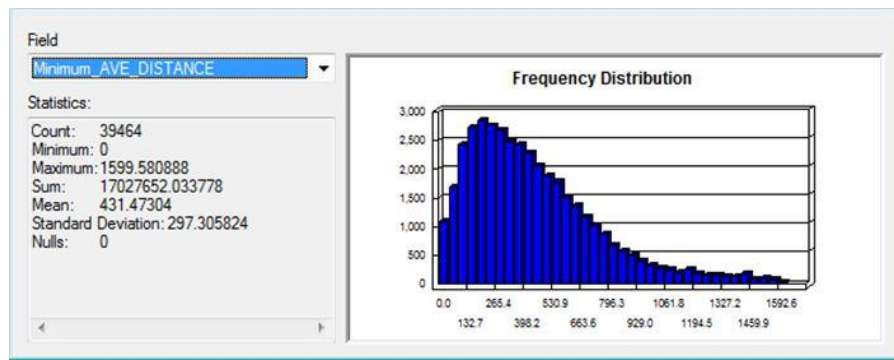 Field
Minimum_AVE_DISTANCE
Statistics:
Count: 39464
Minimum: 0
Maximum: 1599.580888
Sum: 17027652.033778
Mean: 431.47304
Standard Deviation: 297.305824
Nulls: 0
Frequency Distribution
3,000
2,500
2,000
1,500
1,000
500
0
0.0 265.4 530.9 796.3 1061.8 1327.2 1592.6
132.7 398.2 663.6 929.0 1194.5 1459.9